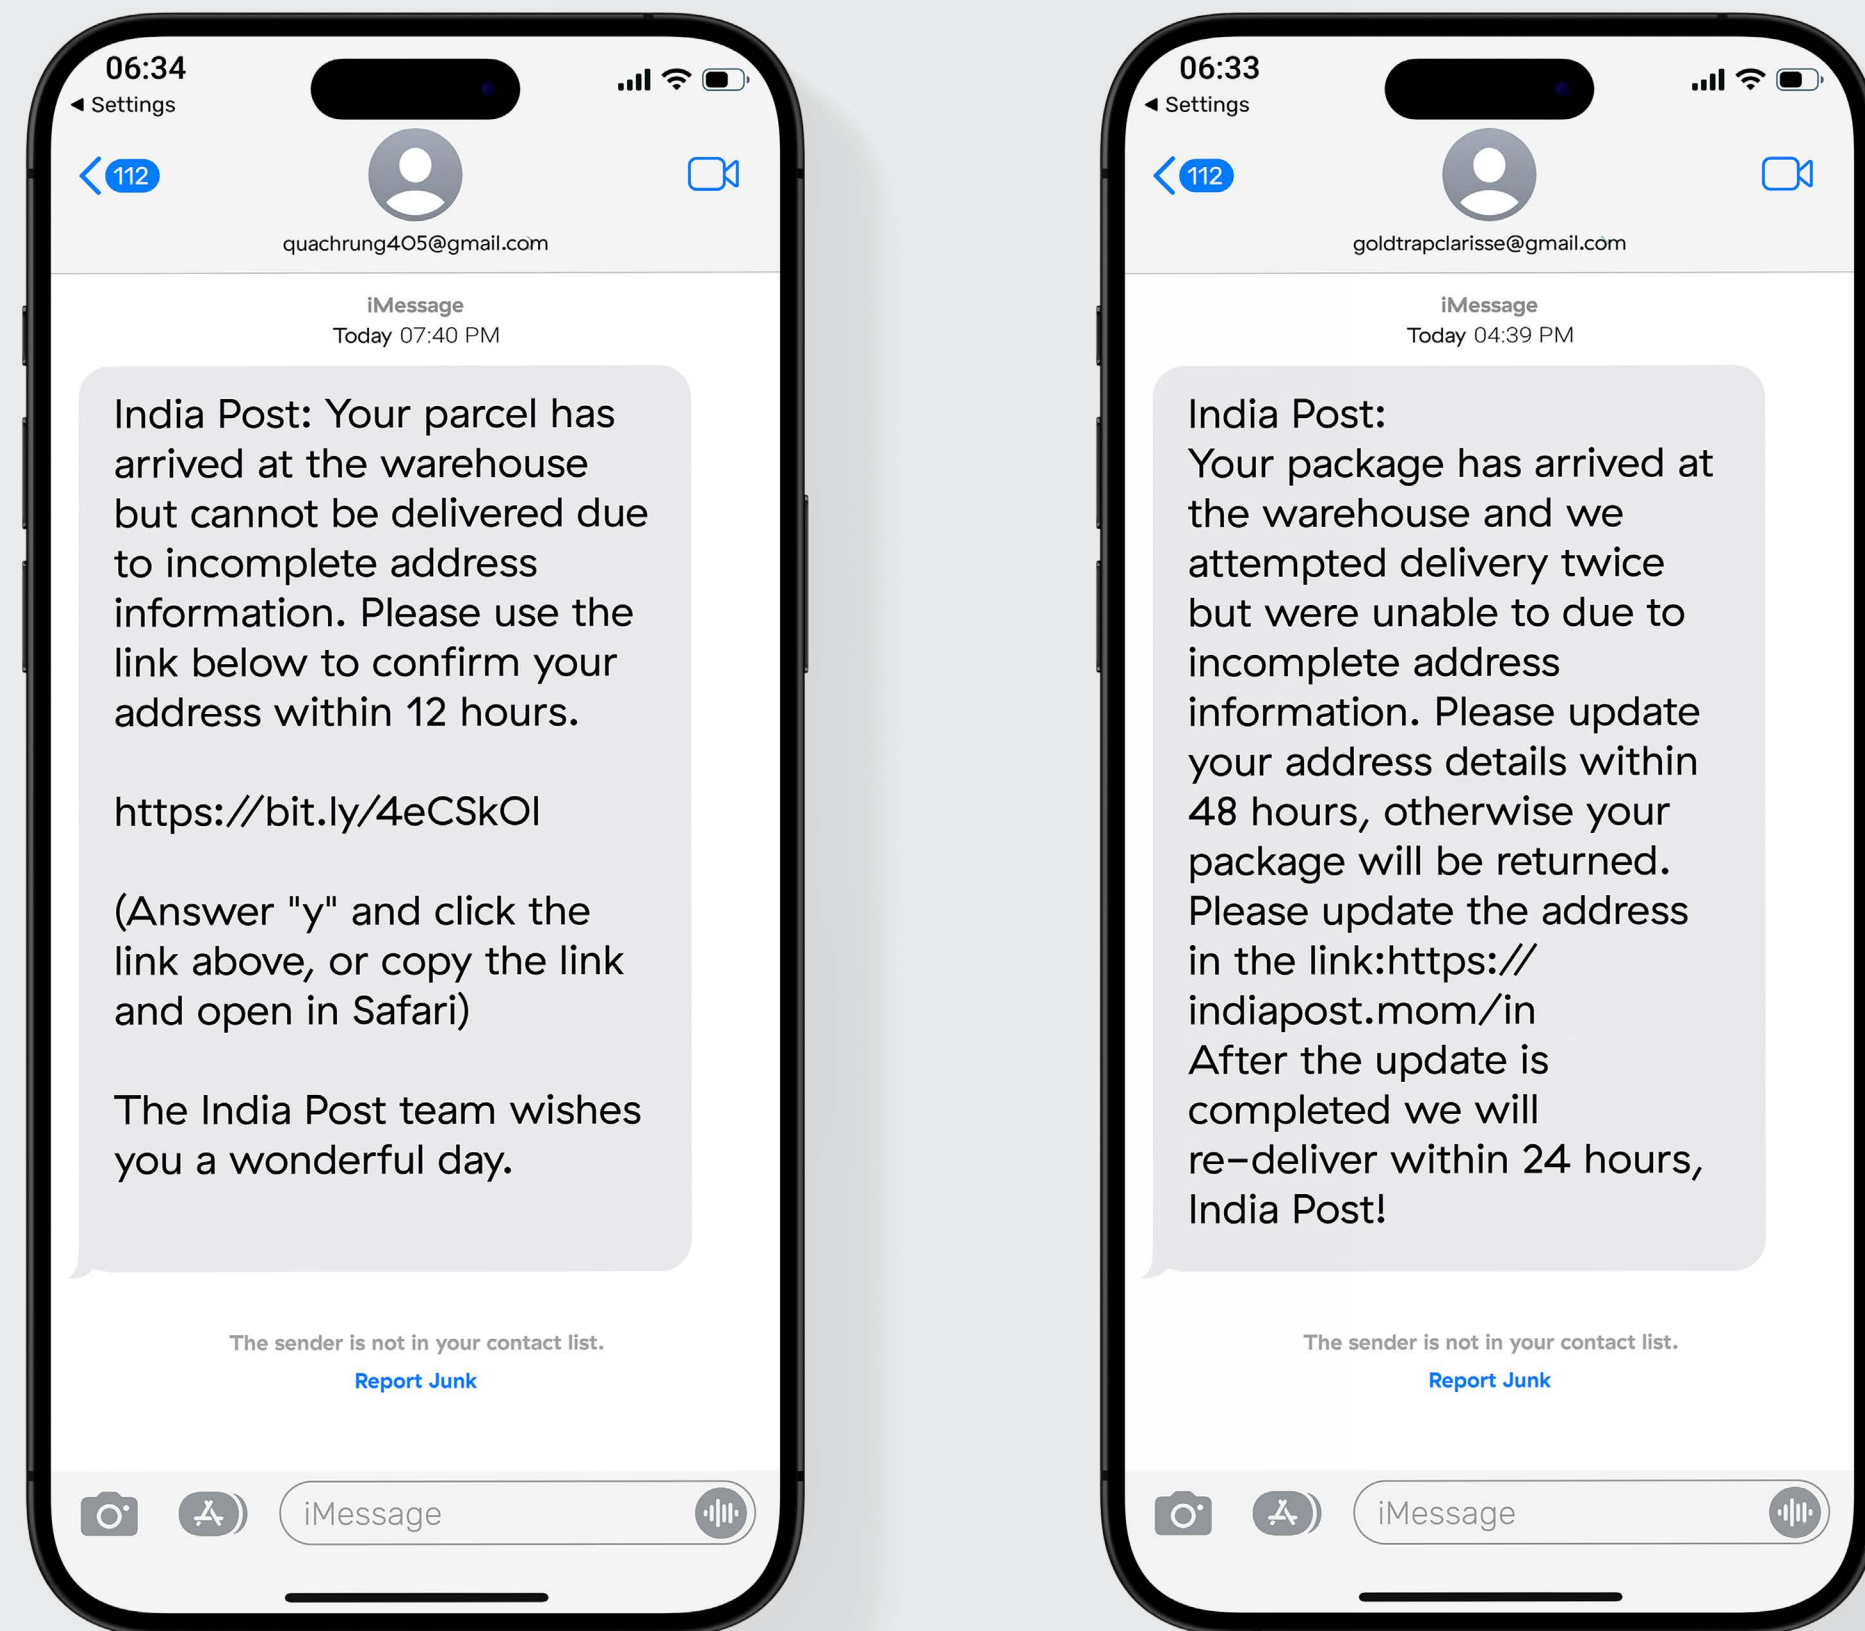 06:34
Settings
112
quachrung405@gmail.com
iMessage
Today 07:40 PM
India Post: Your parcel has
arrived at the warehouse
but cannot be delivered due
to incomplete address
information. Please use the
link below to confirm your
address within 12 hours.
https://bit.ly/4eCSkOl
(Answer "y" and click the
link above, or copy the link
and open in Safari)
The India Post team wishes
you a wonderful day.
The sender is not in your contact list.
Report Junk
iMessage
06:33
Settings
112
goldtrapclarisse@gmail.com
iMessage
Today 04:39 PM
India Post:
Your package has arrived at
the warehouse and we
attempted delivery twice
but were unable to due to
incomplete address
information. Please update
your address details within
48 hours, otherwise your
package will be returned.
Please update the address
in the link:https://
indiapost.mom/in
After the update is
completed we will
re-deliver within 24 hours,
India Post!
The sender is not in your contact list.
Report Junk
iMessage